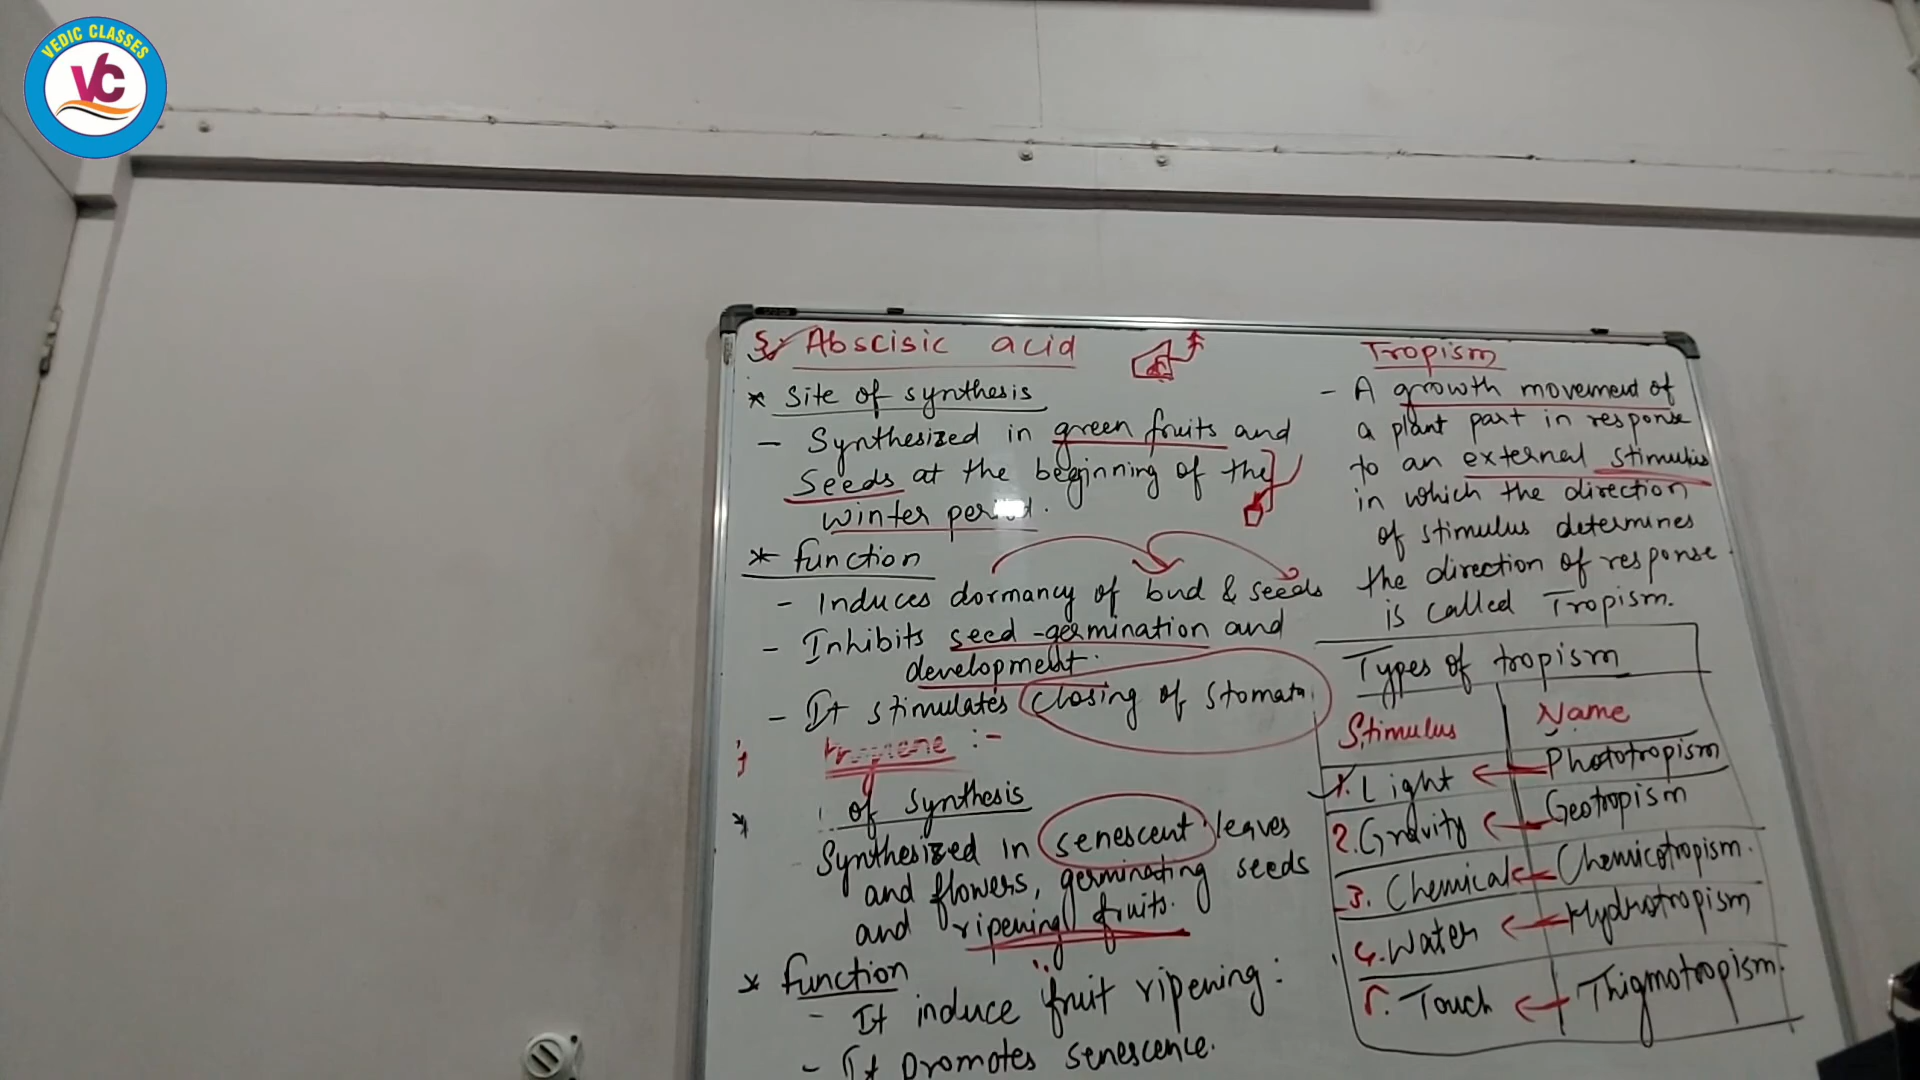 VEDIC CLASSES
VC
5. Abscisic acid
* Site of synthesis
- Synthesized in green fruits and
Seeds at the beginning of the
winter period.
* function
- Induces dormancy of bud & seeds
- Inhibits seed-germination and
development.
- It stimulates closing of stomata.
:-
of synthesis
Synthesized in senescent leaves
and flowers, germinating seeds
and ripening fruits.
* function
- It induce fruit ripening:
- It promotes senescence.
Tropism
- A growth movement of
a plant part in response
to an external stimulus
in which the direction
of stimulus determines
the direction of response
is called Tropism.
Types of tropism
Stimulus Name
1. Light Phototropism
2. Gravity Geotropism
3. Chemical Chemicotropism.
4. Water Hydrotropism
5. Touch Thigmotropism.